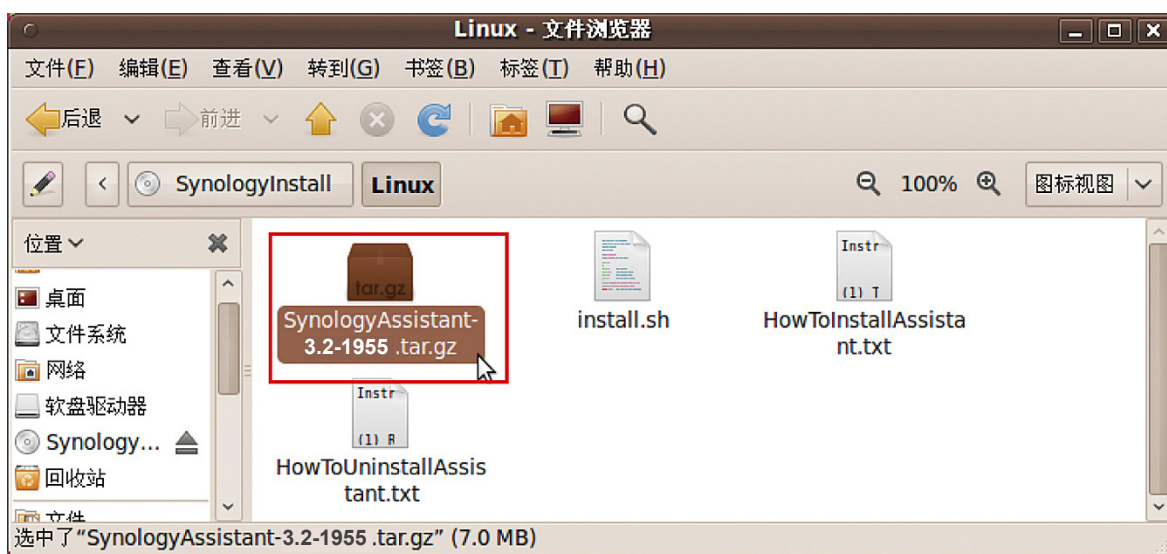 Linux - 文件浏览器
文件(F) 编辑(E) 查看(V) 转到(G) 书签(B) 标签(T) 帮助(H)
后退 前进
SynologyInstall Linux 100% 图标视图
位置
桌面
文件系统
网络
软盘驱动器
Synology...
回收站
文件
tar.gz
SynologyAssistant-
3.2-1955 .tar.gz
install.sh
Instr
(1) T
HowToInstallAssista
nt.txt
Instr
(1) R
HowToUninstallAssis
tant.txt
选中了“SynologyAssistant-3.2-1955 .tar.gz” (7.0 MB)